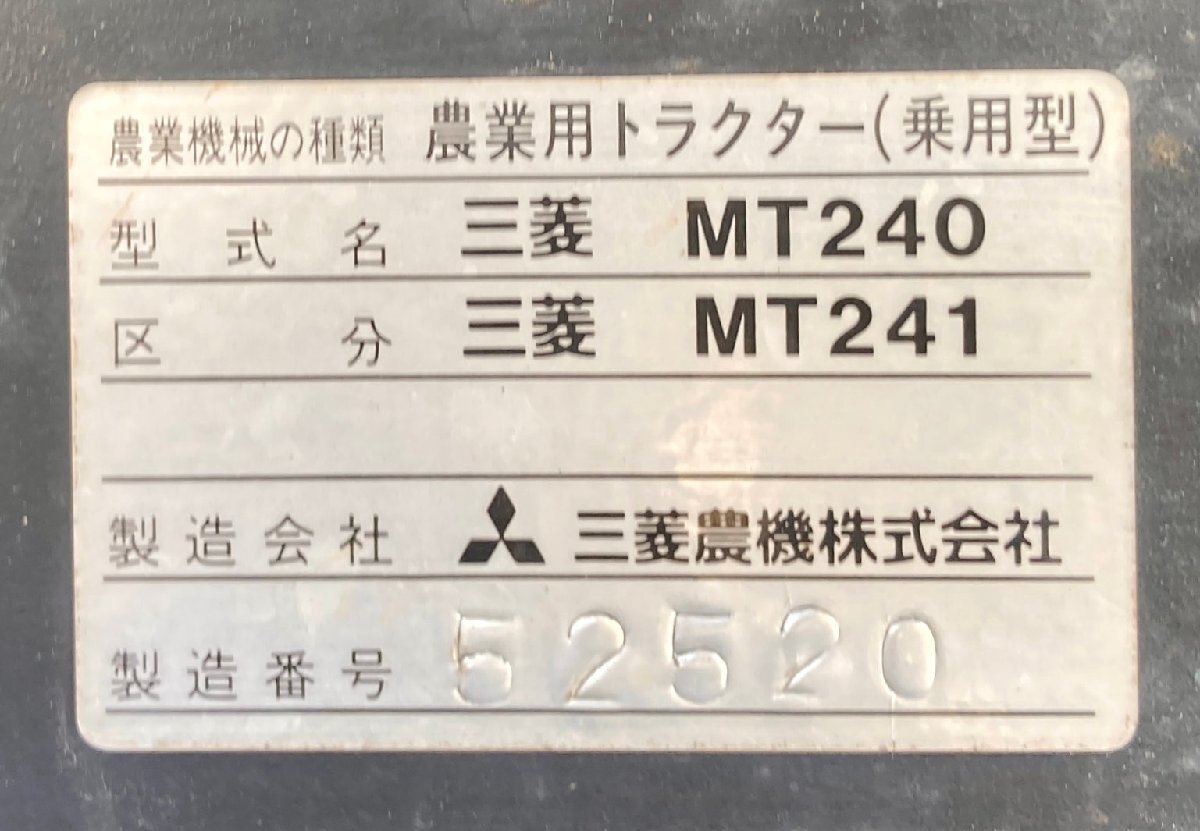 農業機械の種類 農業用トラクター(乗用型)
型式名 三菱 MT240
区分 三菱 MT241
製造会社 三菱農機株式会社
製造番号 52520